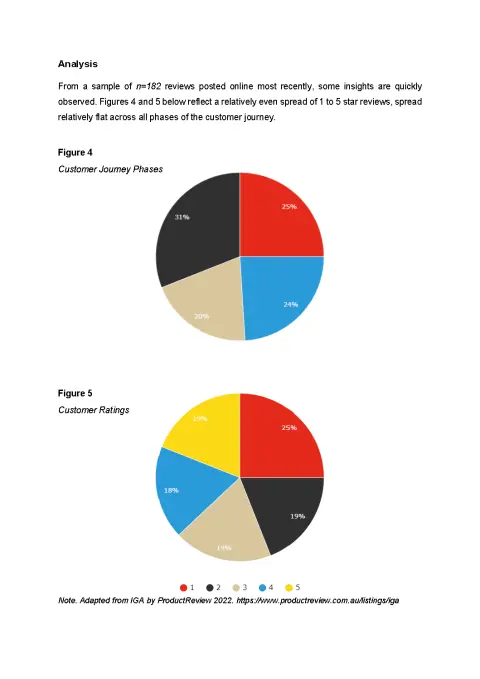 Analysis
From a sample of n=182 reviews posted online most recently, some insights are quickly
observed. Figures 4 and 5 below reflect a relatively even spread of 1 to 5 star reviews, spread
relatively flat across all phases of the customer journey.
Figure 4
Customer Journey Phases
25%
31%
24%
20%
Figure 5
Customer Ratings
19%
25%
18%
19%
19%
1 2 3 4 5
Note. Adapted from IGA by ProductReview 2022. https://www.productreview.com.au/listings/iga